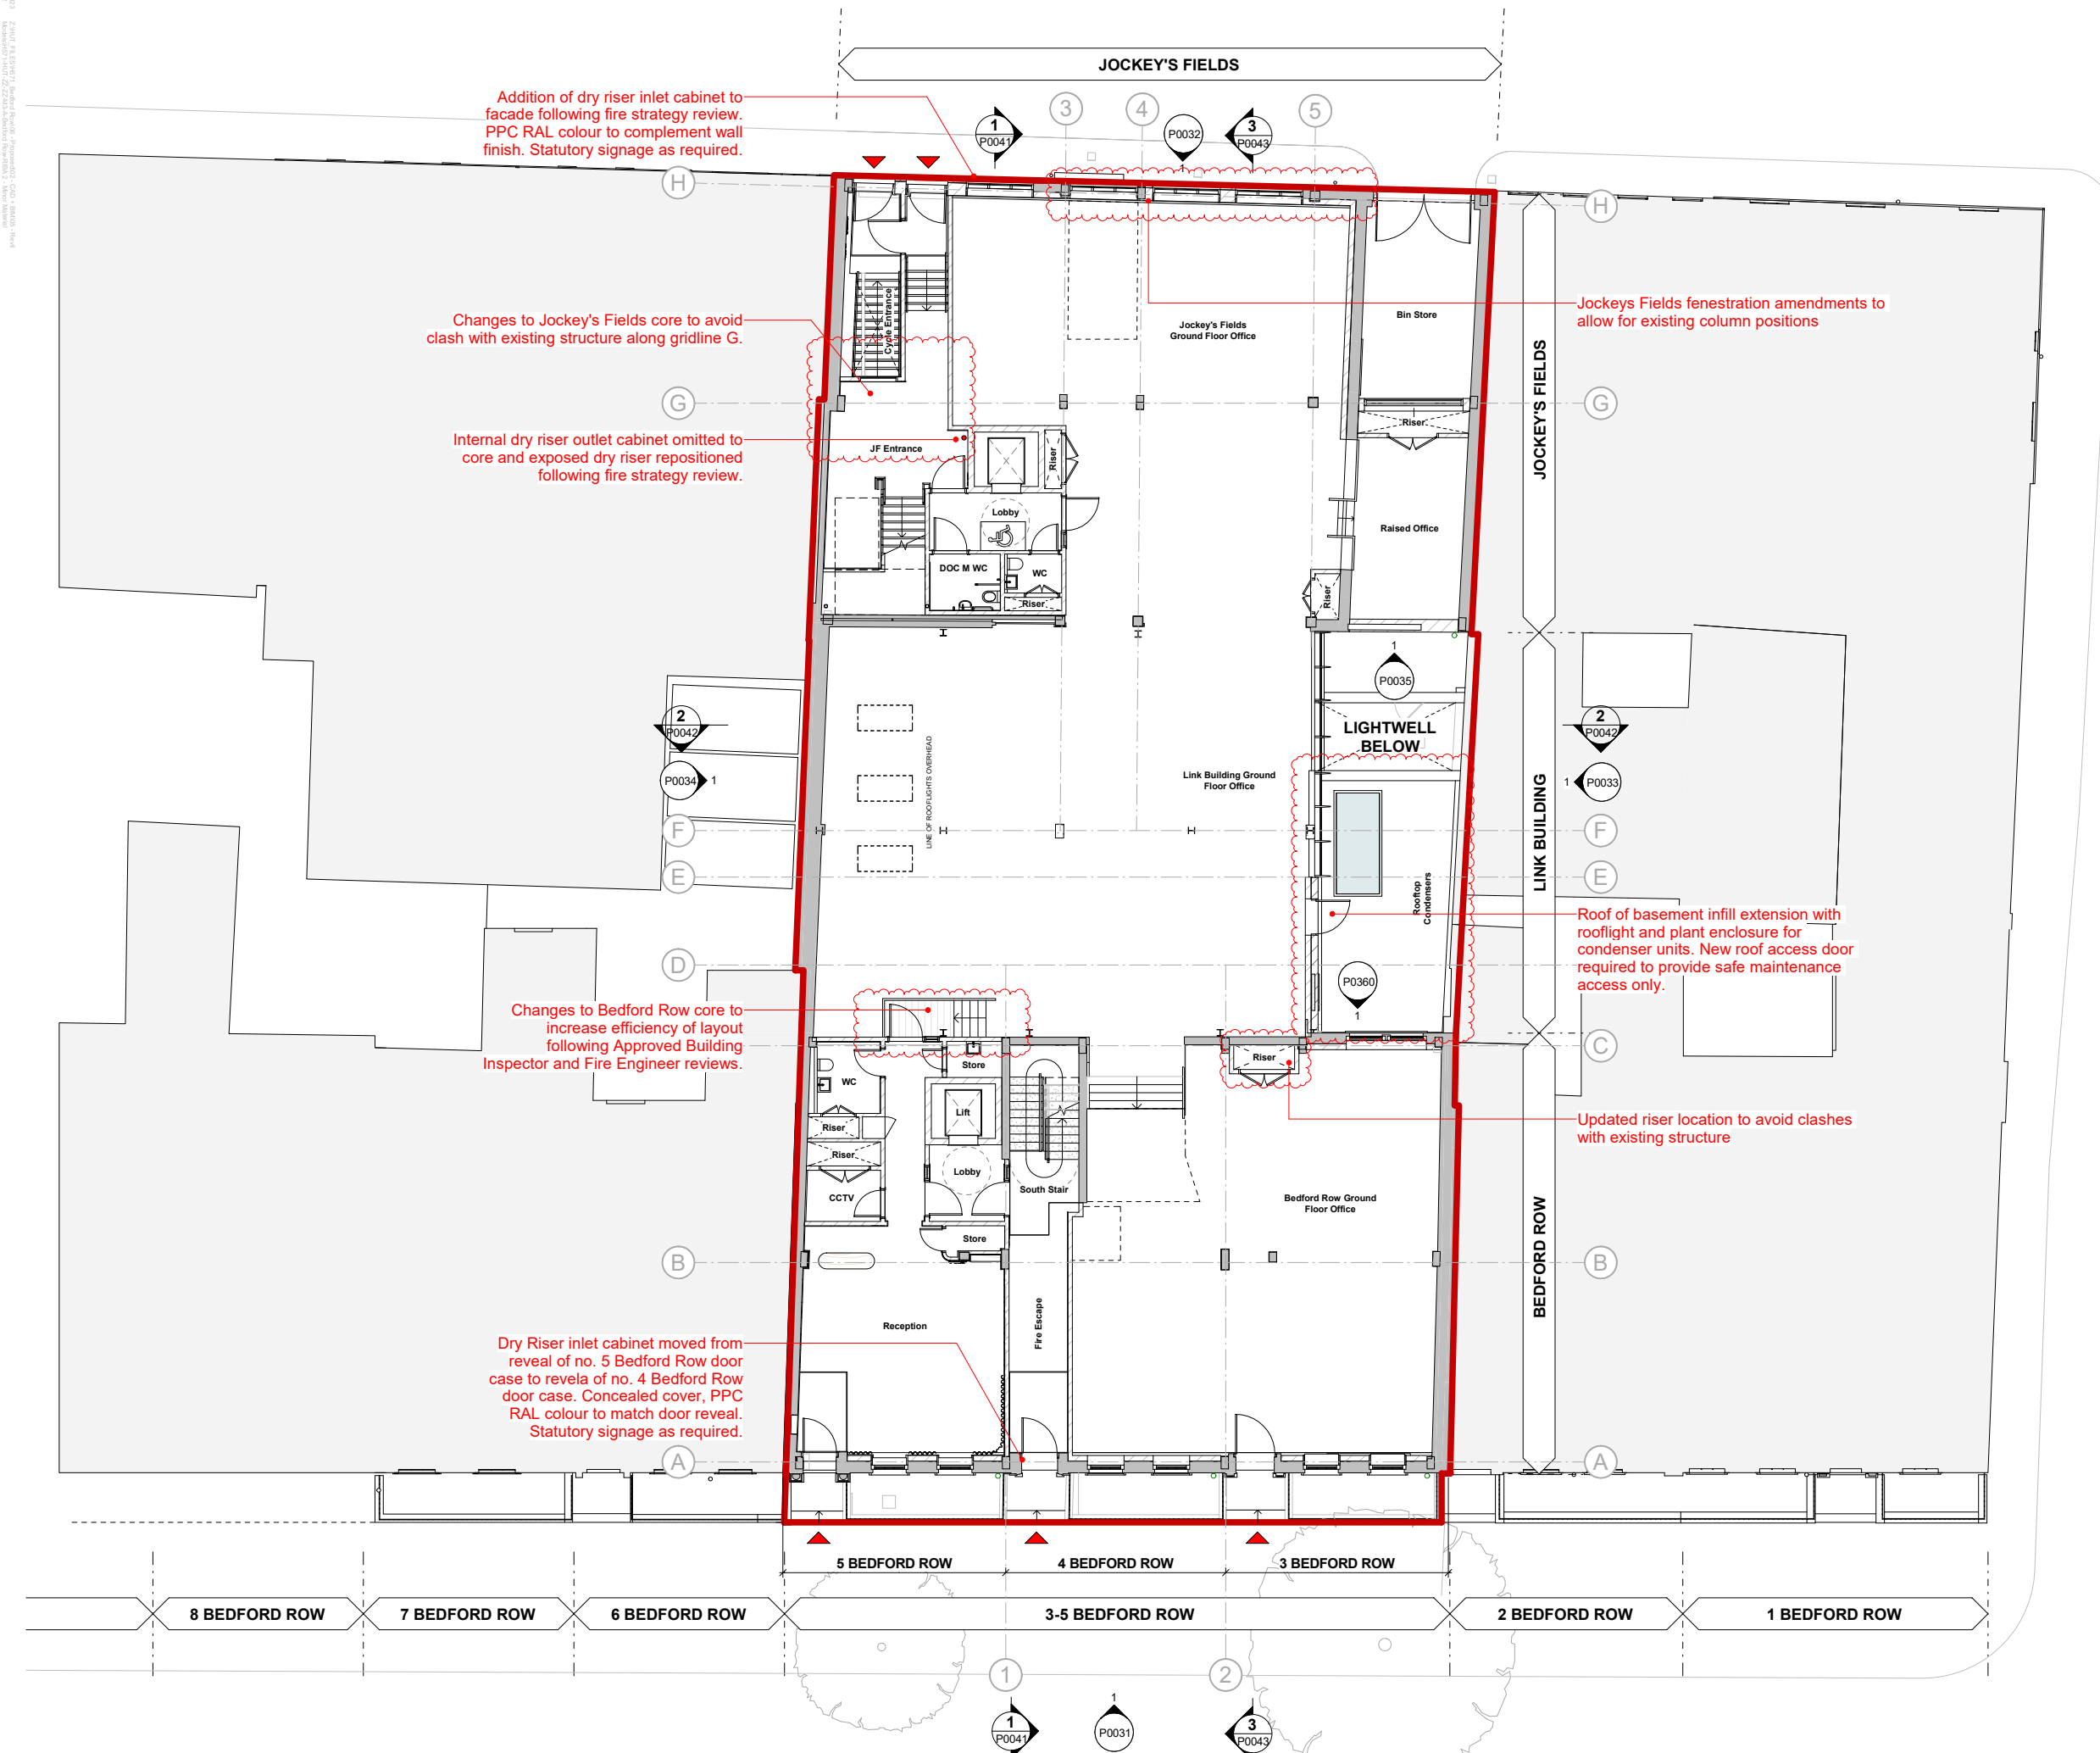 JOCKEY'S FIELDS
Addition of dry riser inlet cabinet to
facade following fire strategy review.
PPC RAL colour to complement wall
finish. Statutory signage as required.
3
4
5
1
P0041
P0032
1
3
P0043
H
H
Cycle Entrance
Jockey's Fields
Ground Floor Office
Bin Store
Jockeys Fields fenestration amendments to
allow for existing column positions
Changes to Jockey's Fields core to avoid
clash with existing structure along gridline G.
JOCKEY'S FIELDS
G
G
Riser
Internal dry riser outlet cabinet omitted to
core and exposed dry riser repositioned
following fire strategy review.
JF Entrance
Riser
Lobby
Raised Office
DOC M WC
WC
Riser
Riser
1
P0035
2
P0042
2
P0042
LIGHTWELL
BELOW
P0034
1
LINE OF ROOFLIGHTS OVERHEAD
Link Building Ground
Floor Office
1
P0033
LINK BUILDING
F
F
E
E
Rooftop
Condensers
Roof of basement infill extension with
rooflight and plant enclosure for
condenser units. New roof access door
required to provide safe maintenance
access only.
D
P0360
1
Changes to Bedford Row core to
increase efficiency of layout
following Approved Building
Inspector and Fire Engineer reviews.
C
Store
Riser
WC
Lift
Updated riser location to avoid clashes
with existing structure
Riser
Riser
Lobby
CCTV
South Stair
Bedford Row Ground
Floor Office
BEDFORD ROW
Store
B
B
Reception
Fire Escape
Dry Riser inlet cabinet moved from
reveal of no. 5 Bedford Row door
case to revela of no. 4 Bedford Row
door case. Concealed cover, PPC
RAL colour to match door reveal.
Statutory signage as required.
A
A
5 BEDFORD ROW
4 BEDFORD ROW
3 BEDFORD ROW
8 BEDFORD ROW
7 BEDFORD ROW
6 BEDFORD ROW
3-5 BEDFORD ROW
2 BEDFORD ROW
1 BEDFORD ROW
1
2
1
P0041
1
P0031
3
P0043